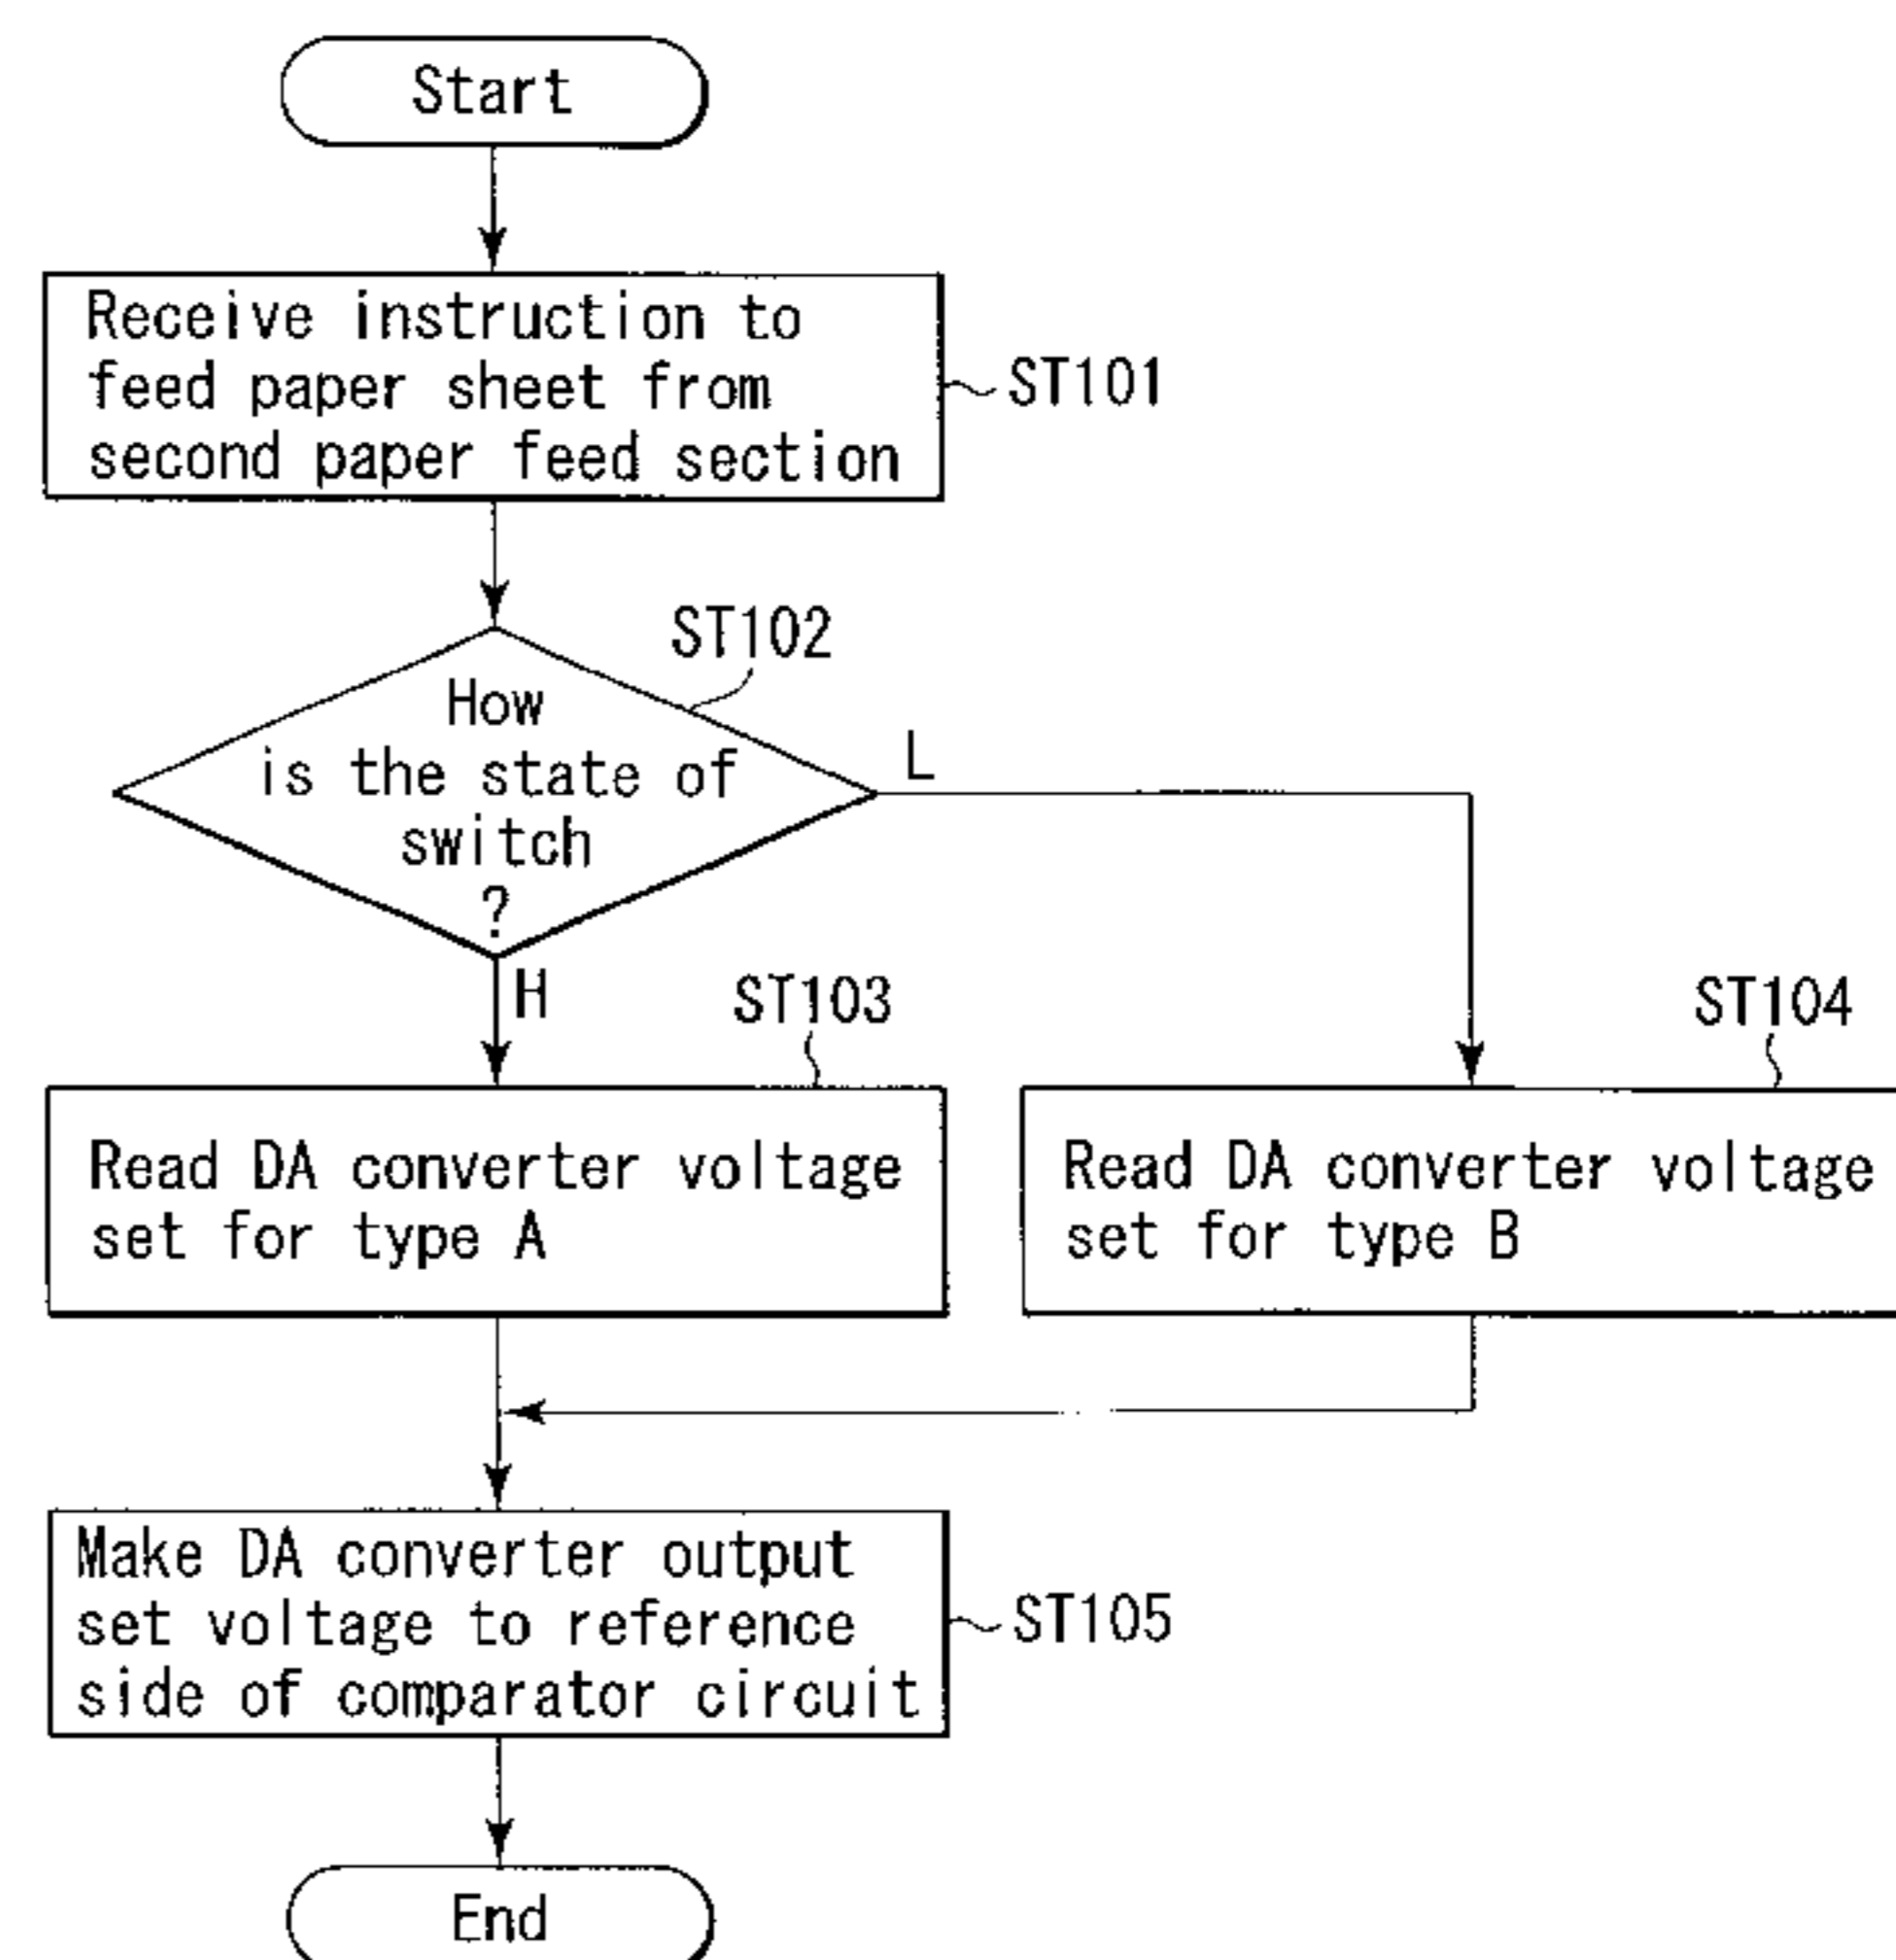 Start
Receive instruction to
feed paper sheet from
second paper feed section
ST101
ST102
How
is the state of
switch
?
L
H
ST103
ST104
Read DA converter voltage
set for type A
Read DA converter voltage
set for type B
Make DA converter output
set voltage to reference
side of comparator circuit
ST105
End